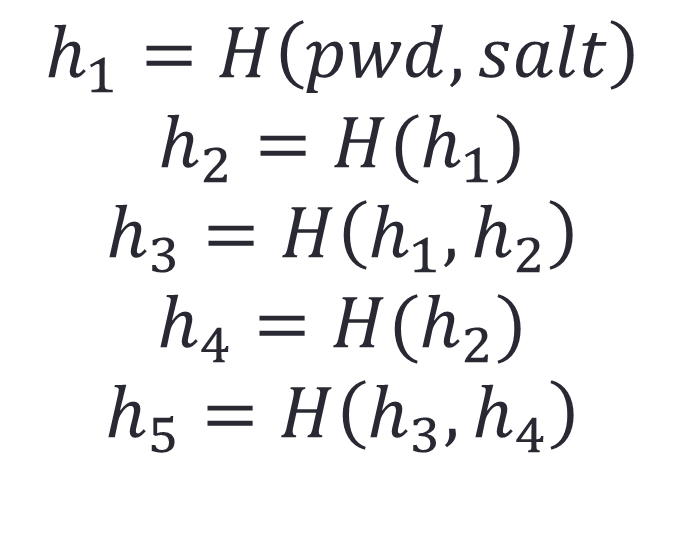 h₁ = H(pwd, salt)
h₂ = H(h₁)
h₃ = H(h₁, h₂)
h₄ = H(h₂)
h₅ = H(h₃, h₄)